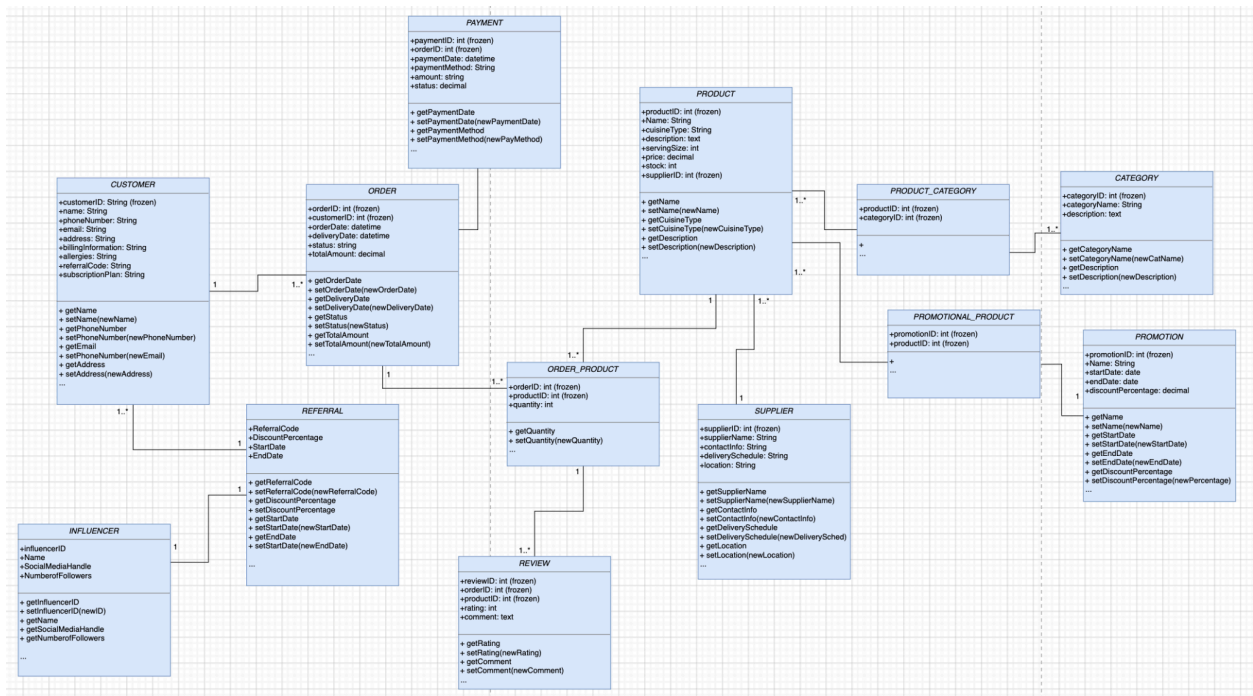 PAYMENT
+paymentID: int (frozen)
+orderID: int (frozen)
+paymentDate: datetime
+paymentMethod: String
+amount: string
+status: decimal
+ getPaymentDate
+ setPaymentDate(newPaymentDate)
+ getPaymentMethod
+ setPaymentMethod(newPayMethod)
...
PRODUCT
+productID: int (frozen)
+Name: String
+cuisineType: String
+description: text
+servingSize: int
+price: decimal
+stock: int
+supplierID: int (frozen)
+ getName
+ setName(newName)
+ getCuisineType
+ setCuisineType(newCuisineType)
+ getDescription
+ setDescription(newDescription)
...
CUSTOMER
+customerID: String (frozen)
+name: String
+phoneNumber: String
+email: String
+address: String
+billingInformation: String
+allergies: String
+referralCode: String
+subscriptionPlan: String
+ getName
+ setName(newName)
+ getPhoneNumber
+ setPhoneNumber(newPhoneNumber)
+ getEmail
+ setPhoneNumber(newEmail)
+ getAddress
+ setAddress(newAddress)
...
ORDER
+orderID: int (frozen)
+customerID: int (frozen)
+orderDate: datetime
+deliveryDate: datetime
+status: string
+totalAmount: decimal
+ getOrderDate
+ setOrderDate(newOrderDate)
+ getDeliveryDate
+ setDeliveryDate(newDeliveryDate)
+ getStatus
+ setStatus(newStatus)
+ getTotalAmount
+ setTotalAmount(newTotalAmount)
...
PRODUCT_CATEGORY
+productID: int (frozen)
+categoryID: int (frozen)
+
...
CATEGORY
+categoryID: int (frozen)
+categoryName: String
+description: text
+ getCategoryName
+ setCategoryName(newCatName)
+ getDescription
+ setDescription(newDescription)
...
1..*
1..*
1
1..*
1..*
1
1..*
PROMOTIONAL_PRODUCT
+promotionID: int (frozen)
+productID: int (frozen)
+
...
PROMOTION
+promotionID: int (frozen)
+Name: String
+startDate: date
+endDate: date
+discountPercentage: decimal
+ getName
+ setName(newName)
+ getStartDate
+ setStartDate(newStartDate)
+ getEndDate
+ setEndDate(newEndDate)
+ getDiscountPercentage
+ setDiscountPercentage(newPercentage)
...
1..*
1
1..*
1
ORDER_PRODUCT
+orderID: int (frozen)
+productID: int (frozen)
+quantity: int
+ getQuantity
+ setQuantity(newQuantity)
...
1..*
1
1
REFERRAL
+ReferralCode
+DiscountPercentage
+StartDate
+EndDate
+ getReferralCode
+ setReferralCode(newReferralCode)
+ getDiscountPercentage
+ setDiscountPercentage
+ getStartDate
+ setStartDate(newStartDate)
+ getEndDate
+ setStartDate(newEndDate)
...
SUPPLIER
+supplierID: int (frozen)
+supplierName: String
+contactInfo: String
+deliverySchedule: String
+location: String
+ getSupplierName
+ setSupplierName(newSupplierName)
+ getContactInfo
+ setContactInfo(newContactInfo)
+ getDeliverySchedule
+ setDeliverySchedule(newDeliverySched)
+ getLocation
+ setLocation(newLocation)
...
1
1
1
INFLUENCER
+influencerID
+Name
+SocialMediaHandle
+NumberofFollowers
+ getInfluencerID
+ setInfluencerID(newID)
+ getName
+ getSocialMediaHandle
+ getNumberofFollowers
...
1..*
REVIEW
+reviewID: int (frozen)
+orderID: int (frozen)
+productID: int (frozen)
+rating: int
+comment: text
+ getRating
+ setRating(newRating)
+ getComment
+ setComment(newComment)
...